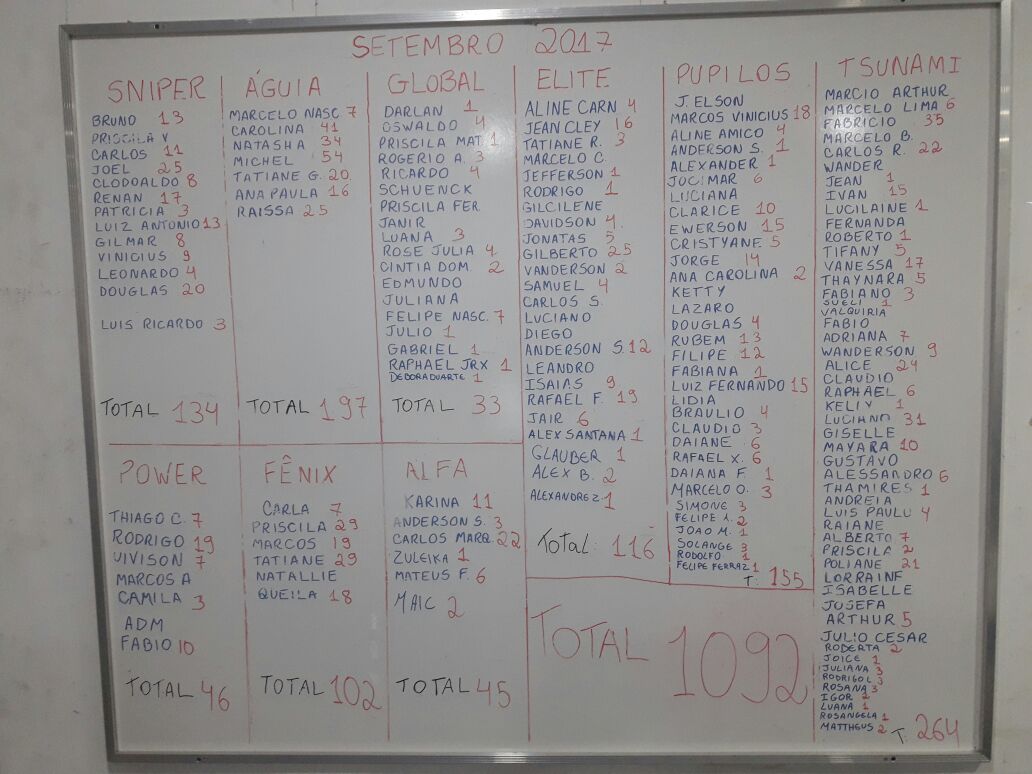 SETEMBRO 2017
SNIPER
BRUNO 13
PRISCILA V
CARLOS 11
JOEL 25
CLODOALDO 8
RENAN 17
PATRICIA 3
LUIZ ANTONIO 13
GILMAR 8
VINICIUS 9
LEONARDO 4
DOUGLAS 20
LUIS RICARDO 3
TOTAL 134
ÁGUIA
MARCELO NASC. 7
CAROLINA 41
NATASHA 34
MICHEL 54
TATIANE G. 20
ANA PAULA 16
RAISSA 25
TOTAL 197
GLOBAL
DARLAN 1
OSWALDO 4
PRISCILA MAT. 1
ROGERIO A. 3
RICARDO 4
SCHUENCK
PRISCILA FER.
JANIR
LUANA 3
ROSE JULIA 4
CINTIA DOM. 2
EDMUNDO
JULIANA
FELIPE NASC. 7
JULIO 1
GABRIEL 1
RAPHAEL JRX 1
DEBORA DUARTE 1
TOTAL 33
ELITE
ALINE CARN 4
JEAN CLEY 16
TATIANE R. 3
MARCELO C
JEFFERSON 1
RODRIGO 1
GILCILENE
DAVIDSON 4
JONATAS 5
GILBERTO 25
VANDERSON 2
SAMUEL 4
CARLOS S.
LUCIANO
DIEGO
ANDERSON S. 12
LEANDRO
ISAIAS 9
RAFAEL F. 19
JAIR 6
ALEX SANTANA 1
GLAUBER 1
ALEX B. 2
ALEXANDRE Z. 1
TOTAL: 116
PUPILOS
J. ELSON
MARCOS VINICIUS 18
ALINE AMICO 4
ANDERSON S. 1
ALEXANDER 1
JUCIMAR 6
LUCIANA
CLARICE 10
EWERSON 15
CRISTYANE 5
JORGE 14
ANA CAROLINA 2
KETTY
LAZARO
DOUGLAS 4
RUBEM 13
FILIPE 12
FABIANA 1
LUIZ FERNANDO 15
LIDIA
BRAULIO 4
CLAUDIO 3
DAIANE 6
RAFAEL X. 6
DAIANA F. 1
MARCELO O. 3
SIMONE 3
FELIPE A. 2
JOAO M. 1
SOLANGE 3
RODOLFO 1
FELIPE FERRAZ 1
T: 155
TSUNAMI
MARCIO ARTHUR
MARCELO LIMA 6
FABRICIO 35
MARCELO B.
CARLOS R. 22
WANDER
JEAN 1
IVAN 15
LUCILAINE 1
FERNANDA
ROBERTO 1
TIFANY 5
VANESSA 17
THAYNARA 5
FABIANO 3
SUELI 1
VALQUIRIA
FABIO
ADRIANA 7
WANDERSON 9
ALICE 24
CLAUDIO
RAPHAEL 6
KELLY 1
LUCIANO 31
GISELLE
MAYARA 10
GUSTAVO
ALESSANDRO 6
THAMIRES 1
ANDREIA
LUIS PAULU 4
RAIANE
ALBERTO 7
PRISCILA 2
POLIANE 21
LORRAINE
ISABELLE
JOSEFA
ARTHUR 5
JULIO CESAR
ROBERTA 2
JOICE 1
JULIANA 3
RODRIGO C 3
ROSANA 3
IGOR 2
LUANA 1
ROSANGELA 1
MATTHEUS 2
T. 264
POWER
THIAGO C. 7
RODRIGO 19
VIVISON 7
MARCOS A
CAMILA 3
ADM
FABIO 10
TOTAL 46
FÊNIX
CARLA 7
PRISCILA 29
MARCOS 19
TATIANE 29
NATALLIE
QUEILA 18
TOTAL 102
ALFA
KARINA 11
ANDERSON S. 3
CARLOS MARQ. 22
ZULEIKA 1
MATEUS F. 6
MAIC 2
TOTAL 45
TOTAL 1092